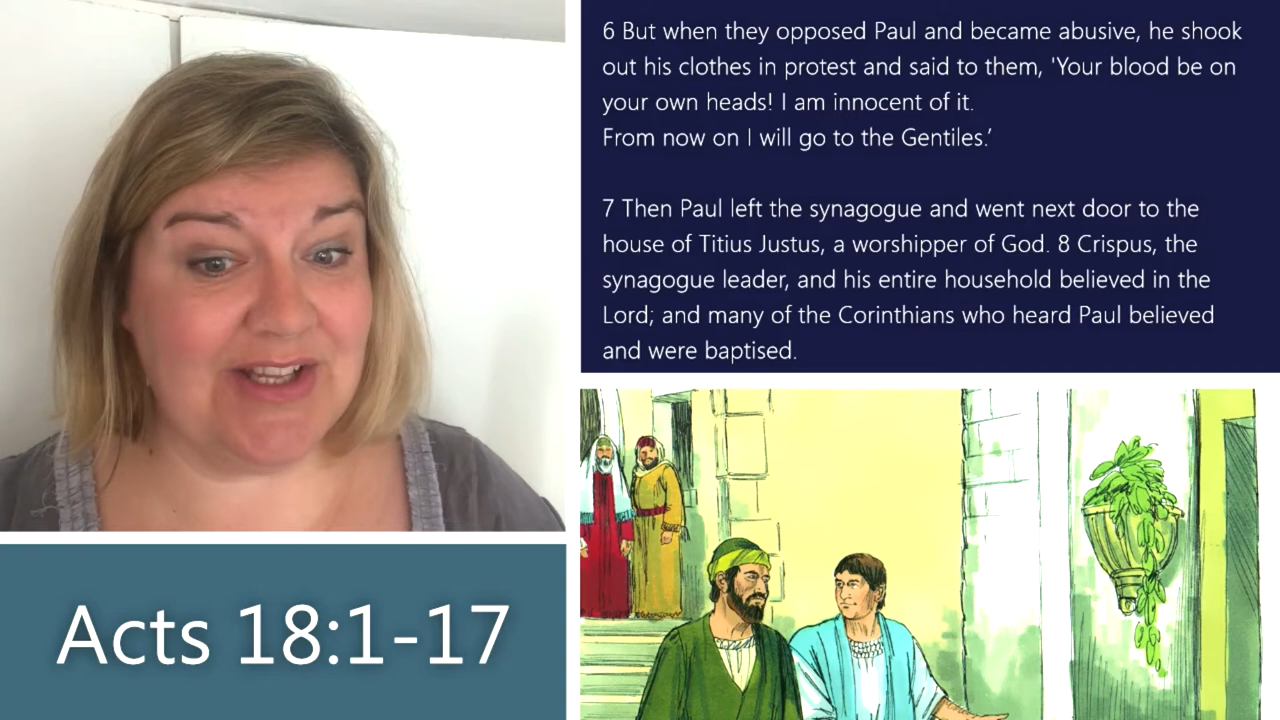 6 But when they opposed Paul and became abusive, he shook
out his clothes in protest and said to them, 'Your blood be on
your own heads! I am innocent of it.
From now on I will go to the Gentiles.’
7 Then Paul left the synagogue and went next door to the
house of Titius Justus, a worshipper of God. 8 Crispus, the
synagogue leader, and his entire household believed in the
Lord; and many of the Corinthians who heard Paul believed
and were baptised.
Acts 18:1-17